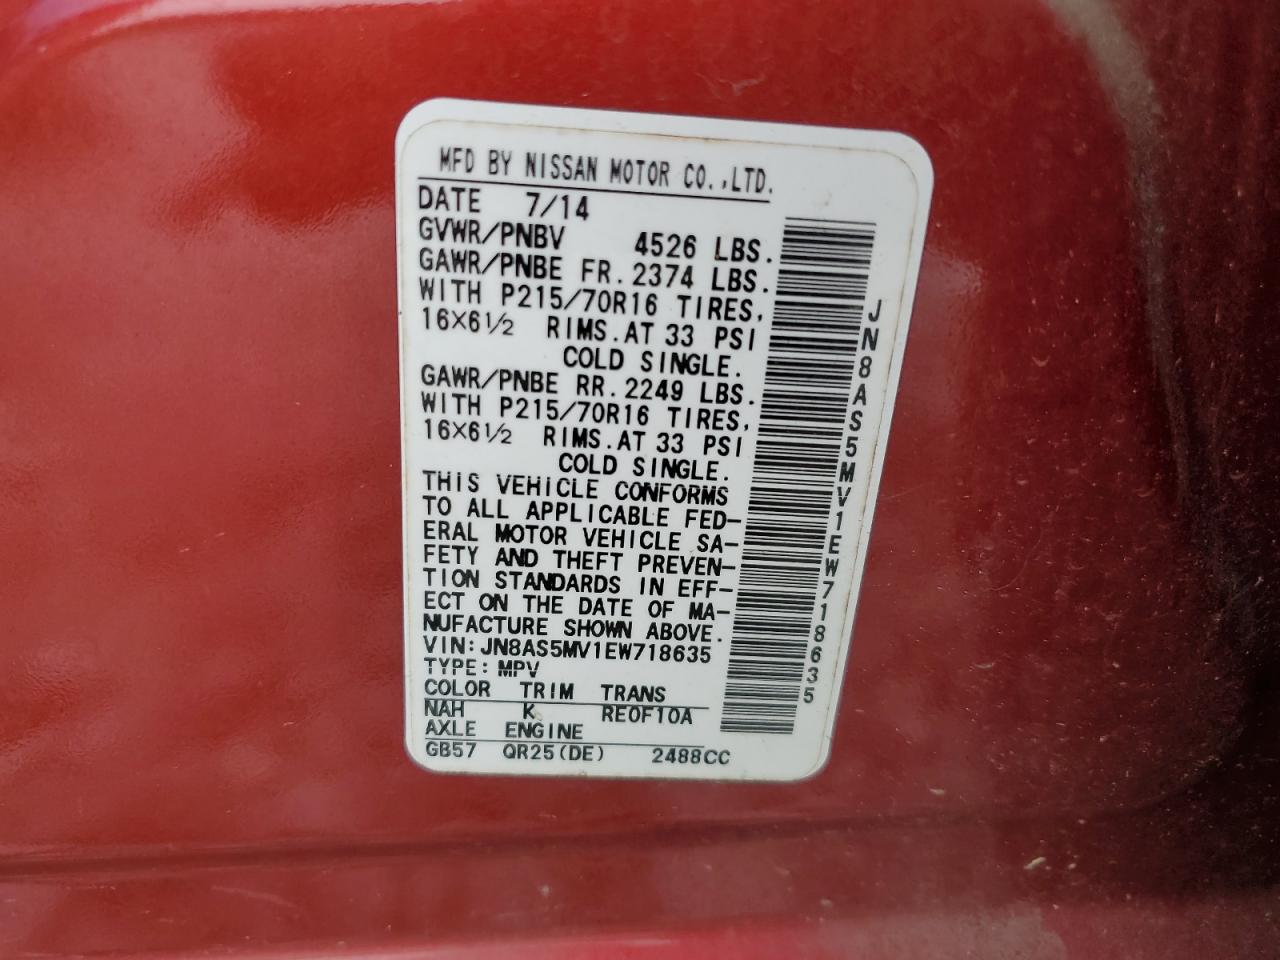 MFD BY NISSAN MOTOR CO.,LTD.
DATE 7/14
GVWR/PNBV 4526 LBS.
GAWR/PNBE FR.2374 LBS.
WITH P215/70R16 TIRES,
16X6½ RIMS.AT 33 PSI
COLD SINGLE.
GAWR/PNBE RR.2249 LBS.
WITH P215/70R16 TIRES,
16X6½ RIMS.AT 33 PSI
COLD SINGLE.
THIS VEHICLE CONFORMS
TO ALL APPLICABLE FED-
ERAL MOTOR VEHICLE SA-
FETY AND THEFT PREVEN-
TION STANDARDS IN EFF-
ECT ON THE DATE OF MA-
NUFACTURE SHOWN ABOVE.
VIN:JN8AS5MV1EW718635
TYPE:MPV
COLOR TRIM TRANS
NAH K RE0F10A
AXLE ENGINE
GB57 QR25(DE) 2488CC
JN8AS5MV1EW718635